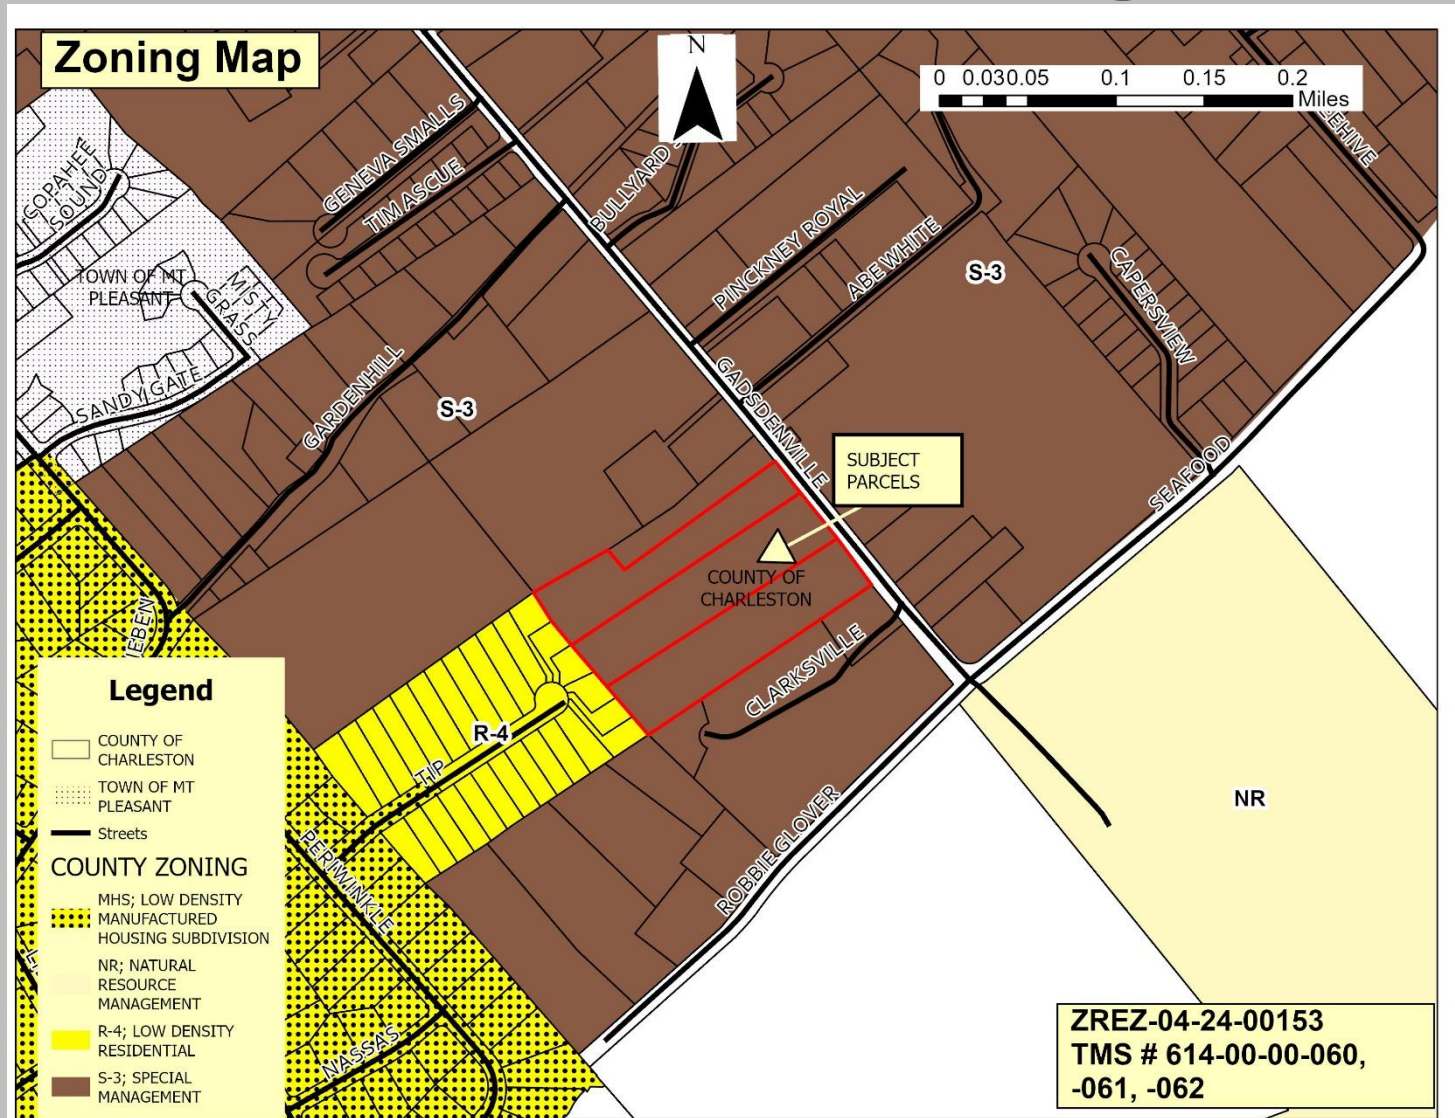 Zoning Map
N
0 0.03 0.05 0.1 0.15 0.2
Miles
COPAHEE
SOUND
GENEVA SMALLS
TIM ASCUE
BULLYARD
PINCKNEY ROYAL
ABE WHITE
S-3
CAPERSVIEW
TOWN OF MT
PLEASANT
MISTY
GRASS
SANDY GATE
GARDENHILL
S-3
GADSDENVILLE
SUBJECT
PARCELS
SEAFOOD
COUNTY OF
CHARLESTON
CLARKSVILLE
R-4
TIP
PERIWINKLE
ROBBIE GLOVER
NR
NASSAS
Legend
COUNTY OF
CHARLESTON
TOWN OF MT
PLEASANT
Streets
COUNTY ZONING
MHS; LOW DENSITY
MANUFACTURED
HOUSING SUBDIVISION
NR; NATURAL
RESOURCE
MANAGEMENT
R-4; LOW DENSITY
RESIDENTIAL
S-3; SPECIAL
MANAGEMENT
ZREZ-04-24-00153
TMS # 614-00-00-060,
-061, -062